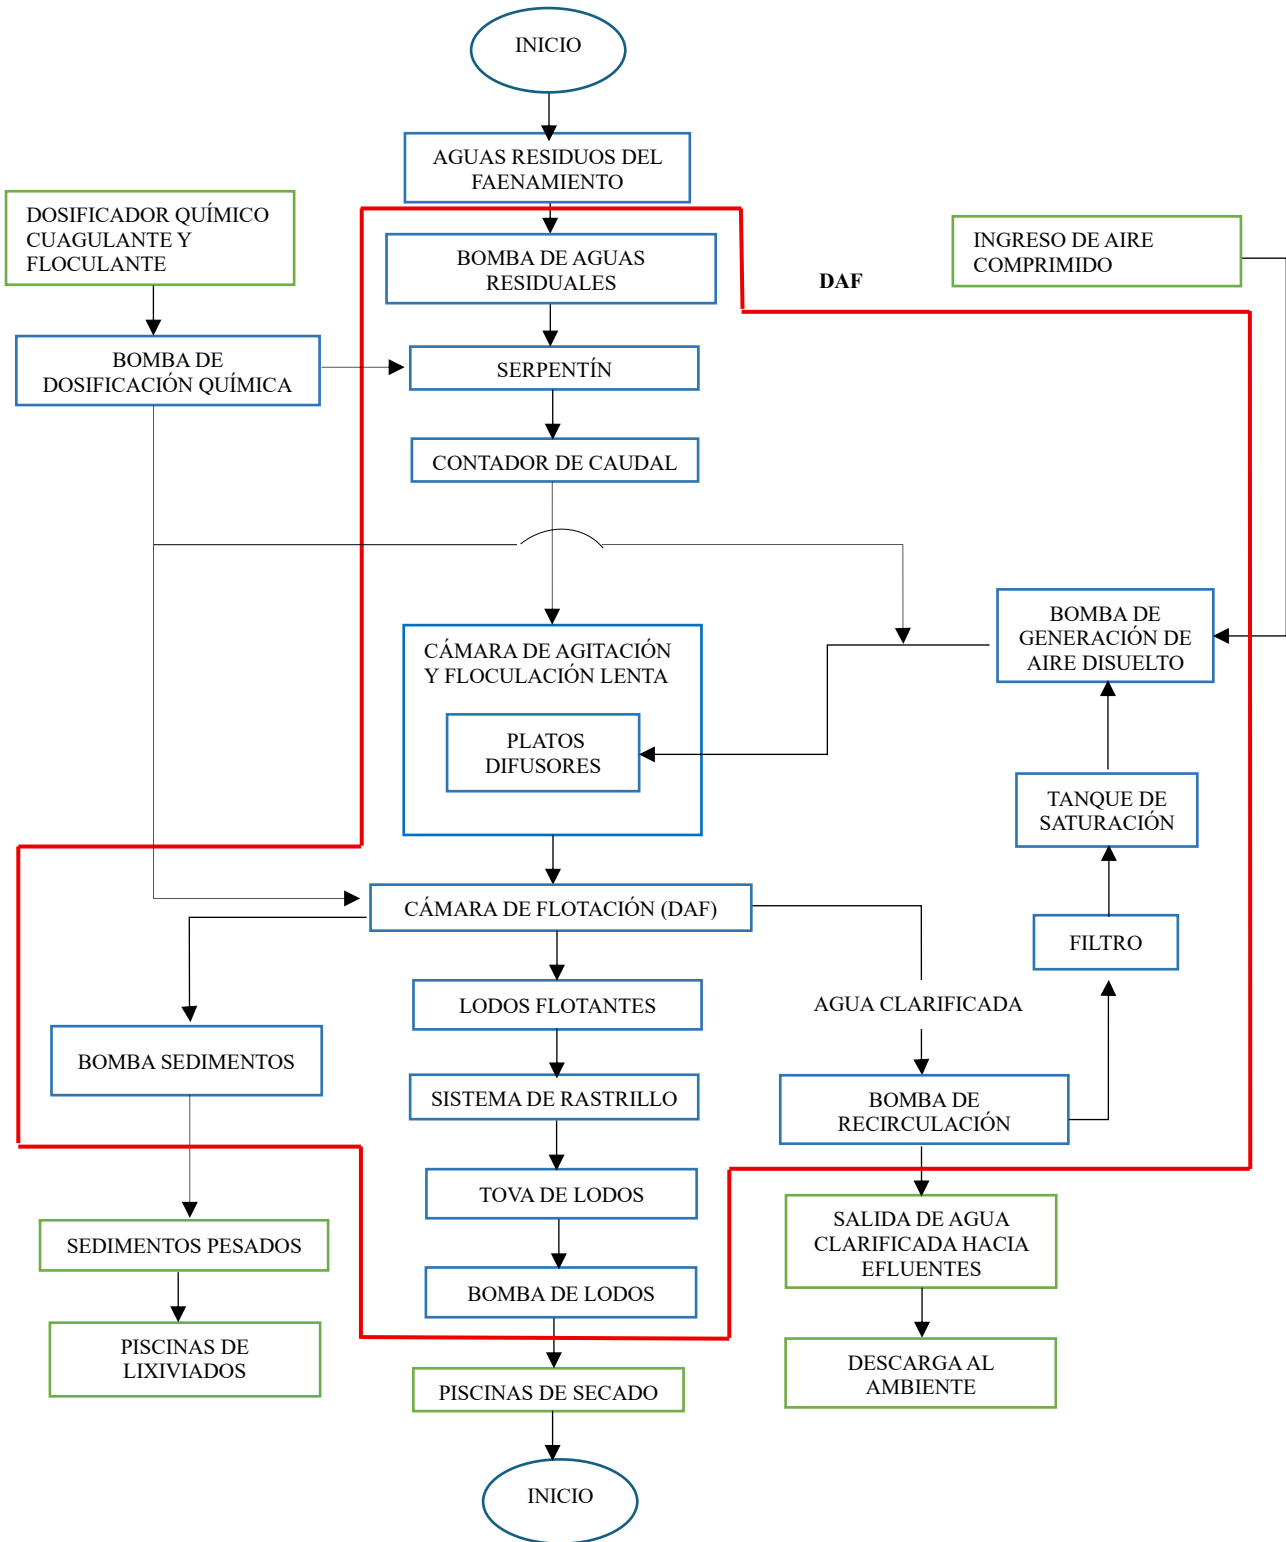 INICIO
AGUAS RESIDUOS DEL
FAENAMIENTO
DOSIFICADOR QUÍMICO
CUAGULANTE Y
FLOCULANTE
BOMBA DE AGUAS
RESIDUALES
DAF
INGRESO DE AIRE
COMPRIMIDO
BOMBA DE
DOSIFICACIÓN QUÍMICA
SERPENTÍN
CONTADOR DE CAUDAL
CÁMARA DE AGITACIÓN
Y FLOCULACIÓN LENTA
PLATOS
DIFUSORES
BOMBA DE
GENERACIÓN DE
AIRE DISUELTO
TANQUE DE
SATURACIÓN
CÁMARA DE FLOTACIÓN (DAF)
FILTRO
LODOS FLOTANTES
AGUA CLARIFICADA
BOMBA SEDIMENTOS
SISTEMA DE RASTRILLO
BOMBA DE
RECIRCULACIÓN
TOVA DE LODOS
SEDIMENTOS PESADOS
SALIDA DE AGUA
CLARIFICADA HACIA
EFLUENTES
BOMBA DE LODOS
PISCINAS DE
LIXIVIADOS
PISCINAS DE SECADO
DESCARGA AL
AMBIENTE
INICIO